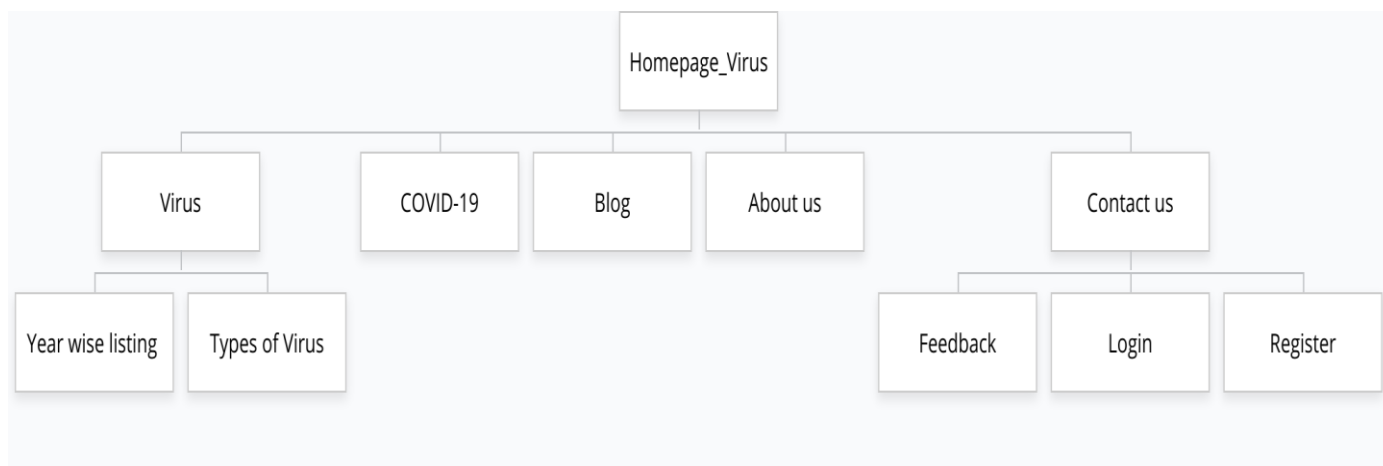 Homepage_Virus
Virus
COVID-19
Blog
About us
Contact us
Year wise listing
Types of Virus
Feedback
Login
Register